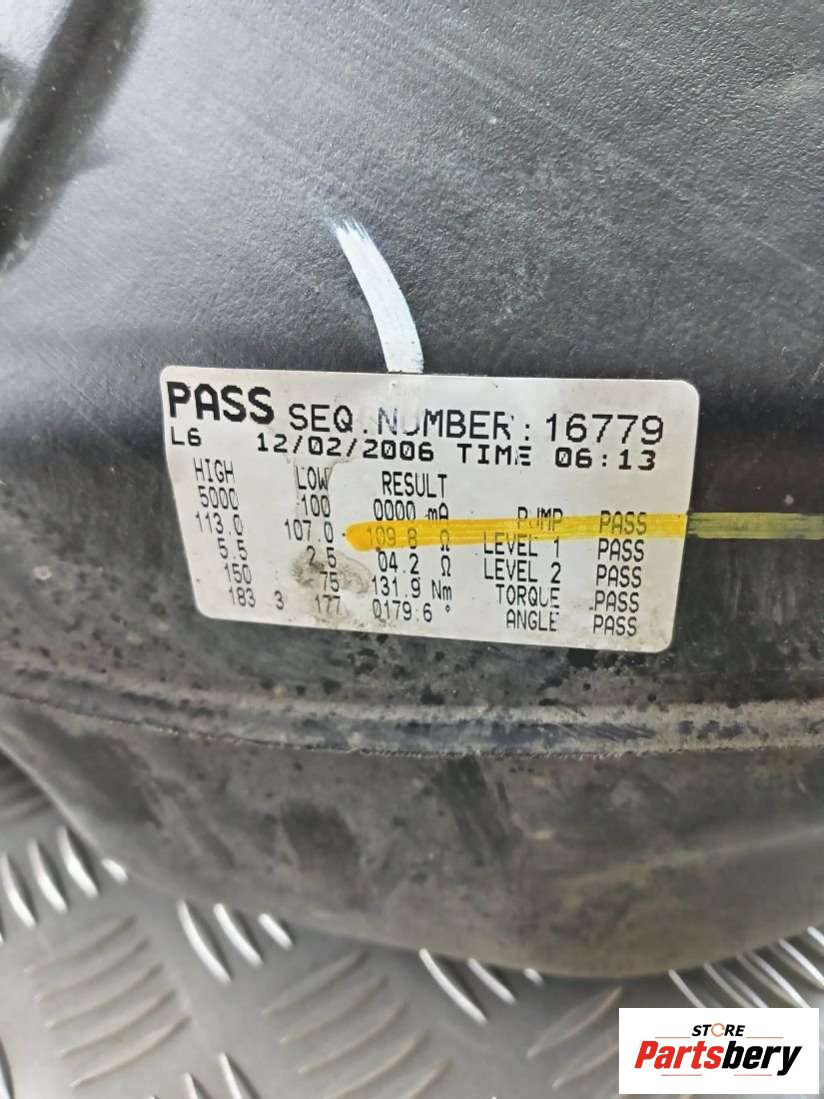 PASS SEQ.NUMBER:16779
L6 12/02/2006 TIME 06:13
HIGH LOW RESULT
5000 100 0000 mA PUMP PASS
113.0 107.0 109.8 Ω LEVEL 1 PASS
5.5 2.5 04.2 Ω LEVEL 2 PASS
150 75 131.9 Nm TORQUE PASS
183 3 177 0179.6 ° ANGLE PASS
STORE
Partsbery